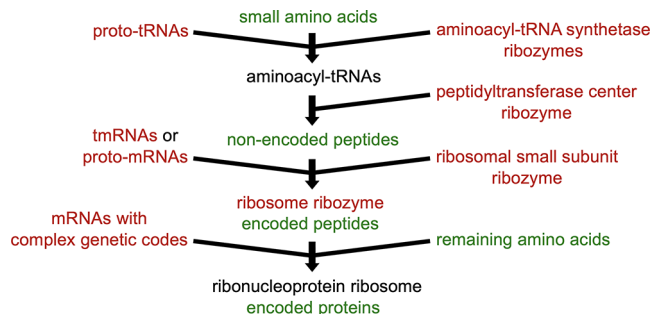 small amino acids
proto-tRNAs
aminoacyl-tRNA synthetase
ribozymes
aminoacyl-tRNAs
peptidyltransferase center
ribozyme
non-encoded peptides
tmRNAs or
proto-mRNAs
ribosomal small subunit
ribozyme
ribosome ribozyme
encoded peptides
mRNAs with
complex genetic codes
remaining amino acids
ribonucleoprotein ribosome
encoded proteins